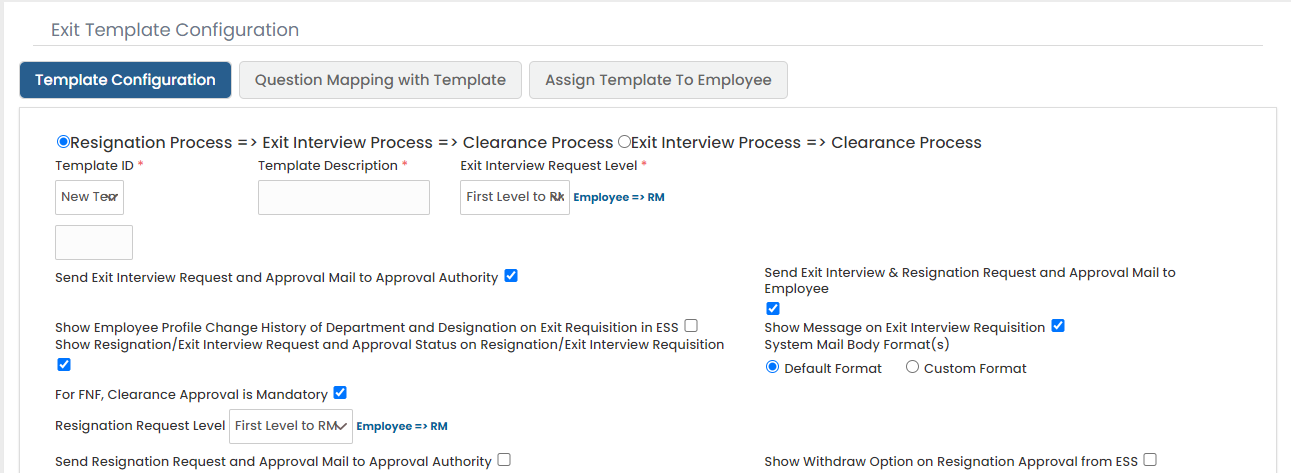 Exit Template Configuration
Template Configuration Question Mapping with Template Assign Template To Employee
Resignation Process => Exit Interview Process => Clearance Process Exit Interview Process => Clearance Process
Template ID * Template Description * Exit Interview Request Level *
New First Level to Employee => RM
Send Exit Interview Request and Approval Mail to Approval Authority
Send Exit Interview & Resignation Request and Approval Mail to
Employee
Show Employee Profile Change History of Department and Designation on Exit Requisition in ESS
Show Message on Exit Interview Requisition
Show Resignation/Exit Interview Request and Approval Status on Resignation/Exit Interview Requisition
System Mail Body Format(s)
Default Format Custom Format
For FNF, Clearance Approval is Mandatory
Resignation Request Level First Level to RM Employee => RM
Send Resignation Request and Approval Mail to Approval Authority
Show Withdraw Option on Resignation Approval from ESS